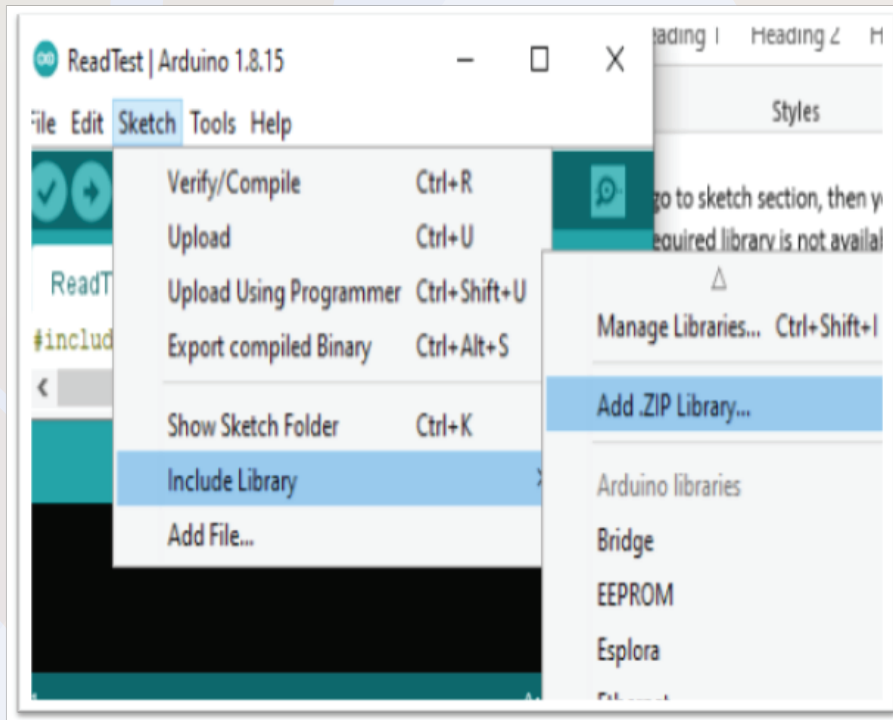 ReadTest | Arduino 1.8.15
File Edit Sketch Tools Help
Verify/Compile Ctrl+R
Upload Ctrl+U
Upload Using Programmer Ctrl+Shift+U
Export compiled Binary Ctrl+Alt+S
Show Sketch Folder Ctrl+K
Include Library
Add File...
ReadT
#includ
eading 1 Heading 2 H
Styles
go to sketch section, then y
equired library is not availab
Manage Libraries... Ctrl+Shift+I
Add .ZIP Library...
Arduino libraries
Bridge
EEPROM
Esplora